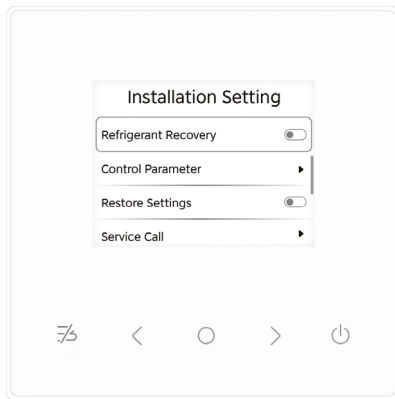 Installation Setting
Refrigerant Recovery
Control Parameter
Restore Settings
Service Call